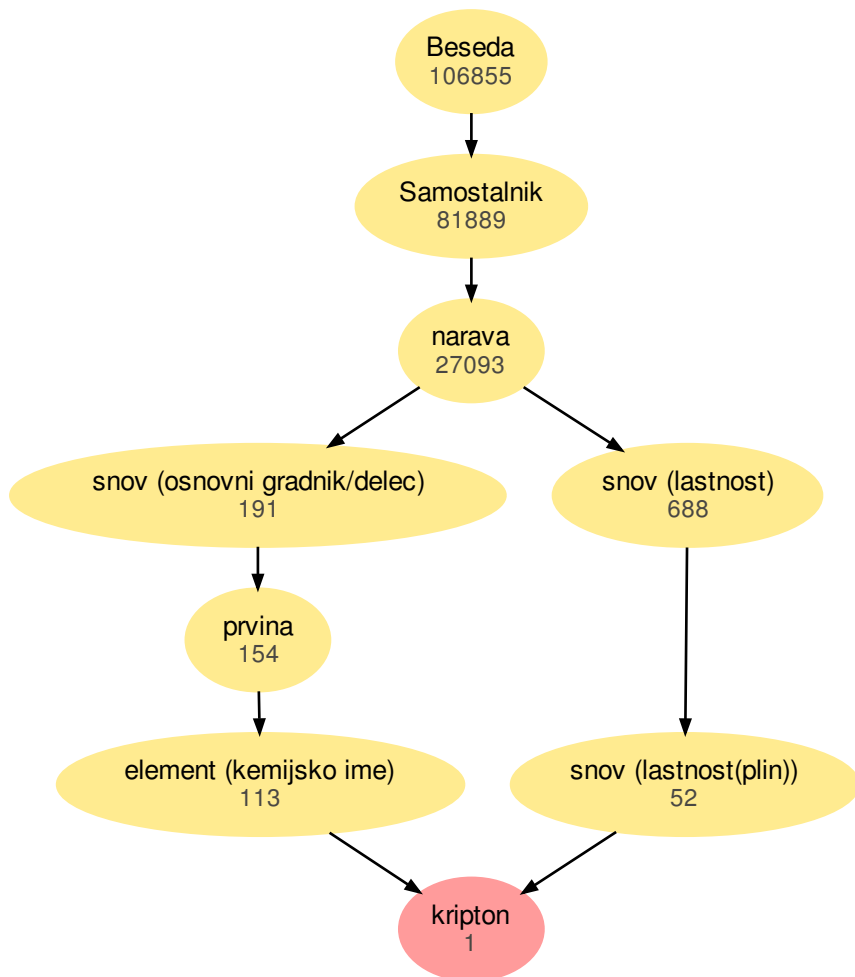 Beseda
106855
Samostalnik
81889
narava
27093
snov (osnovni gradnik/delec)
191
snov (lastnost)
688
prvina
154
element (kemijsko ime)
113
snov (lastnost(plin))
52
kripton
1